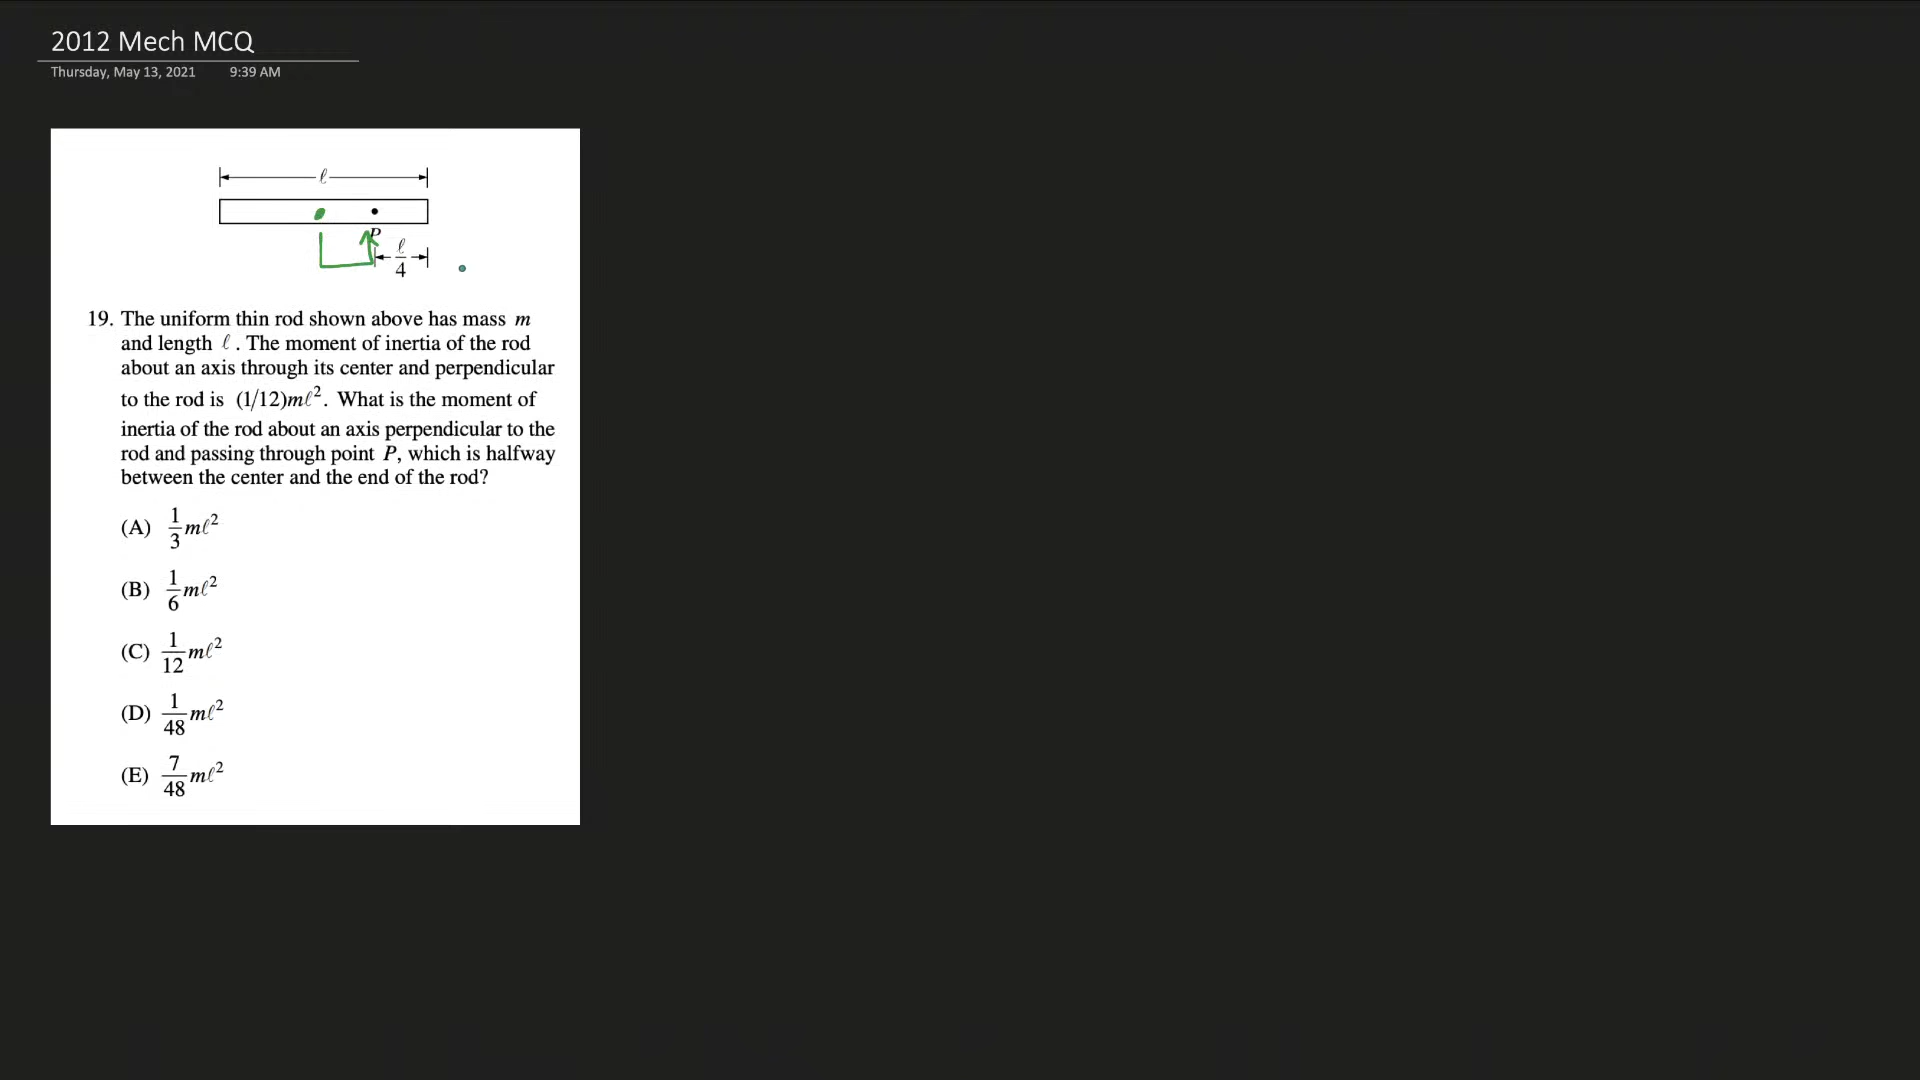 2012 Mech MCQ
Thursday, May 13, 2021 9:39 AM
ℓ
P
ℓ/4
19. The uniform thin rod shown above has mass m
and length ℓ. The moment of inertia of the rod
about an axis through its center and perpendicular
to the rod is (1/12)mℓ². What is the moment of
inertia of the rod about an axis perpendicular to the
rod and passing through point P, which is halfway
between the center and the end of the rod?
(A) 1/3 mℓ²
(B) 1/6 mℓ²
(C) 1/12 mℓ²
(D) 1/48 mℓ²
(E) 7/48 mℓ²